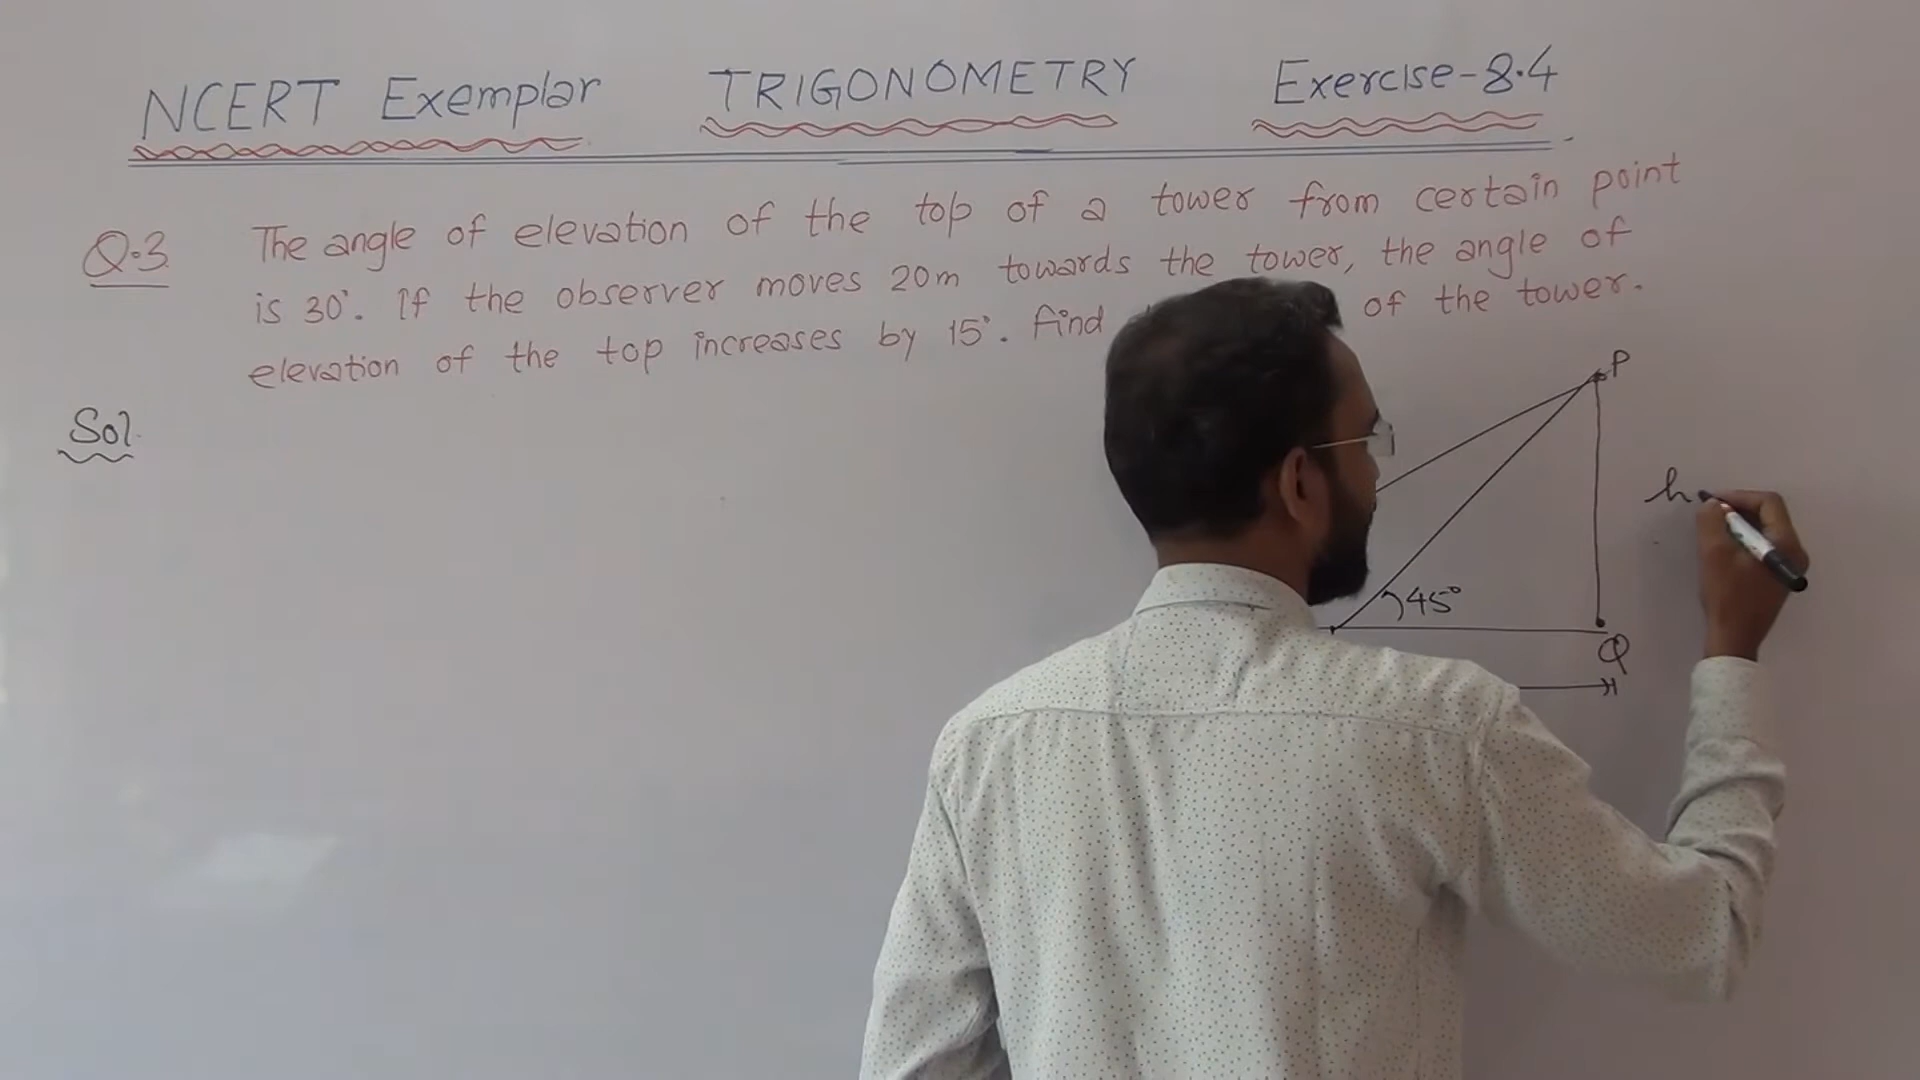 NCERT Exemplar TRIGONOMETRY Exercise-8.4
Q.3 The angle of elevation of the top of a tower from certain point
is 30°. If the observer moves 20m towards the tower, the angle of
elevation of the top increases by 15°. Find of the tower.
Sol.
P
h
45°
Q